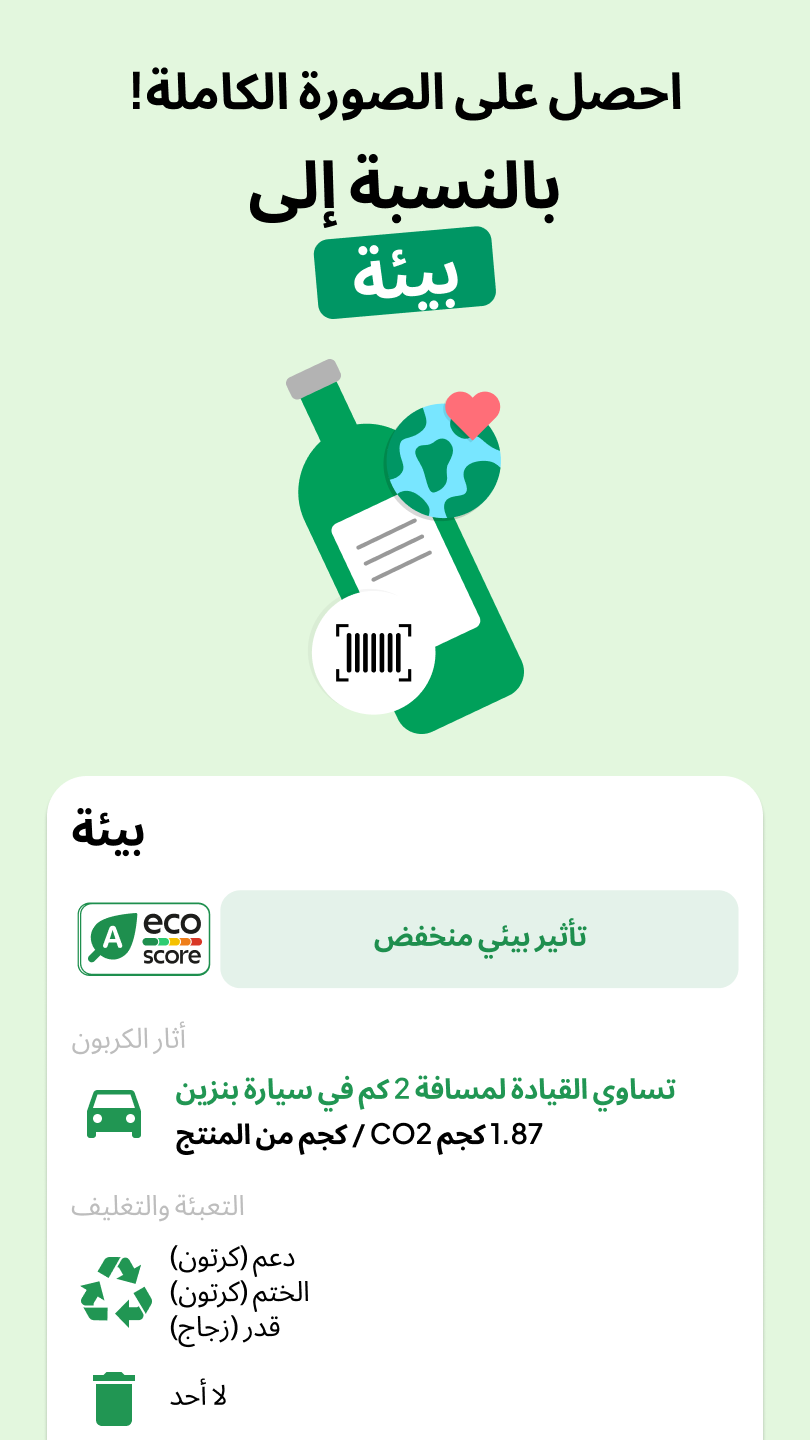 احصل على الصورة الكاملة!
بالنسبة إلى
بيئة
بيئة
A
eco
score
تأثير بيئي منخفض
أثار الكربون
تساوي القيادة لمسافة 2 كم في سيارة بنزين
1.87 كجم CO2 / كجم من المنتج
التعبئة والتغليف
دعم (كرتون)
الختم (كرتون)
قدر (زجاج)
لا أحد